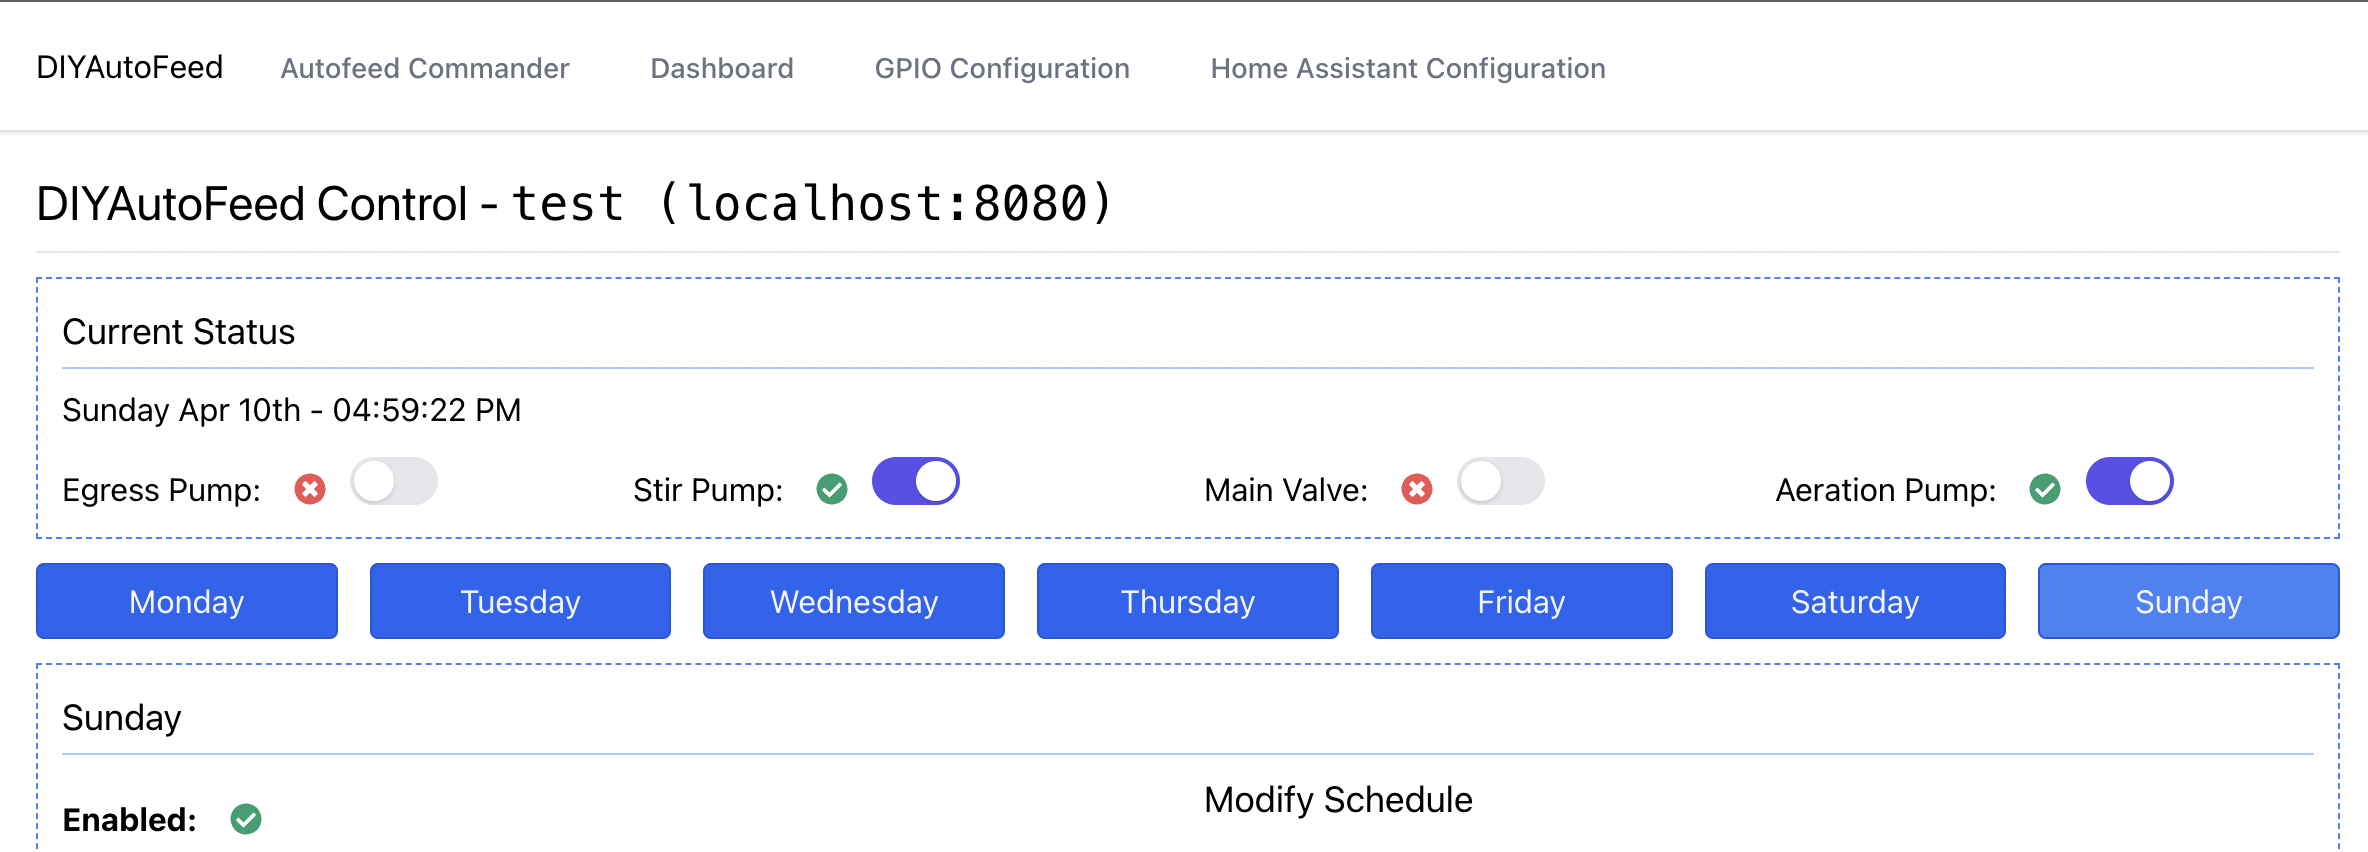 DIYAutoFeed Autofeed Commander Dashboard GPIO Configuration Home Assistant Configuration
DIYAutoFeed Control - test (localhost:8080)
Current Status
Sunday Apr 10th - 04:59:22 PM
Egress Pump: Stir Pump: Main Valve: Aeration Pump:
Monday Tuesday Wednesday Thursday Friday Saturday Sunday
Sunday
Modify Schedule
Enabled: